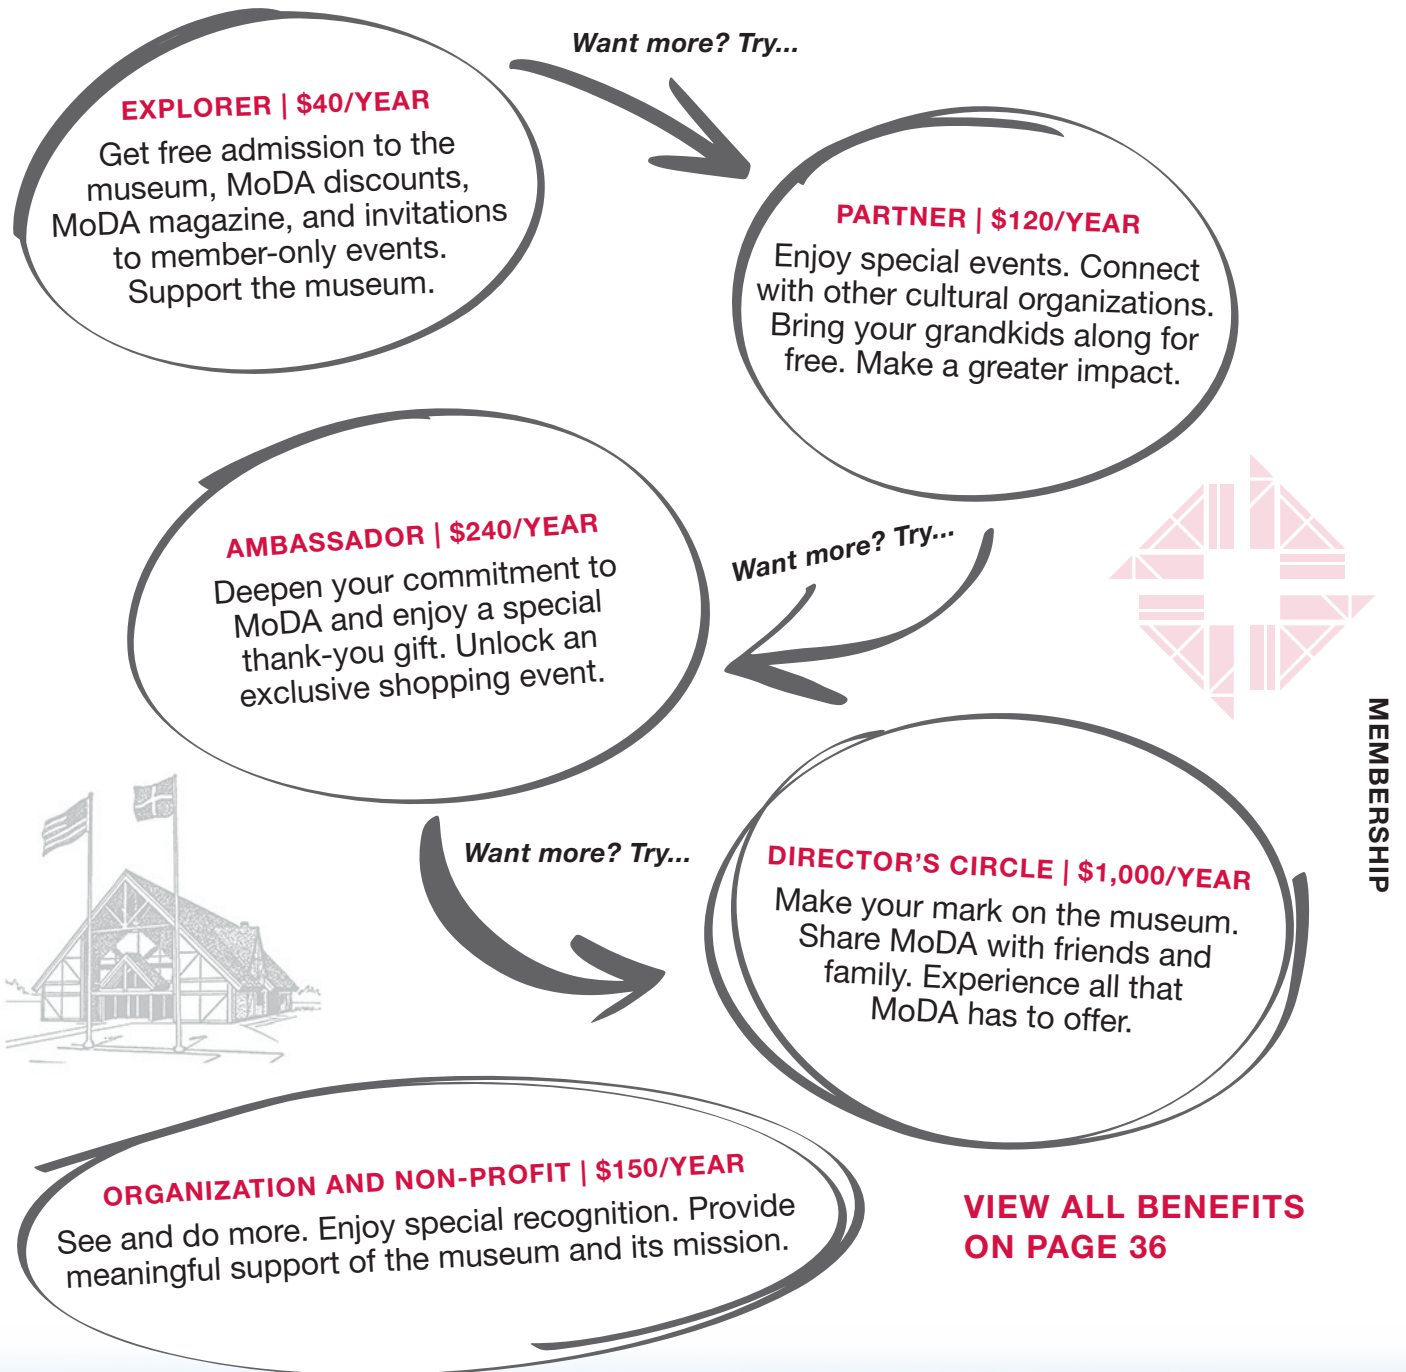 Want more? Try...
EXPLORER | $40/YEAR
Get free admission to the
museum, MoDA discounts,
MoDA magazine, and invitations
to member-only events.
Support the museum.
PARTNER | $120/YEAR
Enjoy special events. Connect
with other cultural organizations.
Bring your grandkids along for
free. Make a greater impact.
Want more? Try...
AMBASSADOR | $240/YEAR
Deepen your commitment to
MoDA and enjoy a special
thank-you gift. Unlock an
exclusive shopping event.
Want more? Try...
DIRECTOR’S CIRCLE | $1,000/YEAR
Make your mark on the museum.
Share MoDA with friends and
family. Experience all that
MoDA has to offer.
MEMBERSHIP
ORGANIZATION AND NON-PROFIT | $150/YEAR
See and do more. Enjoy special recognition. Provide
meaningful support of the museum and its mission.
VIEW ALL BENEFITS
ON PAGE 36